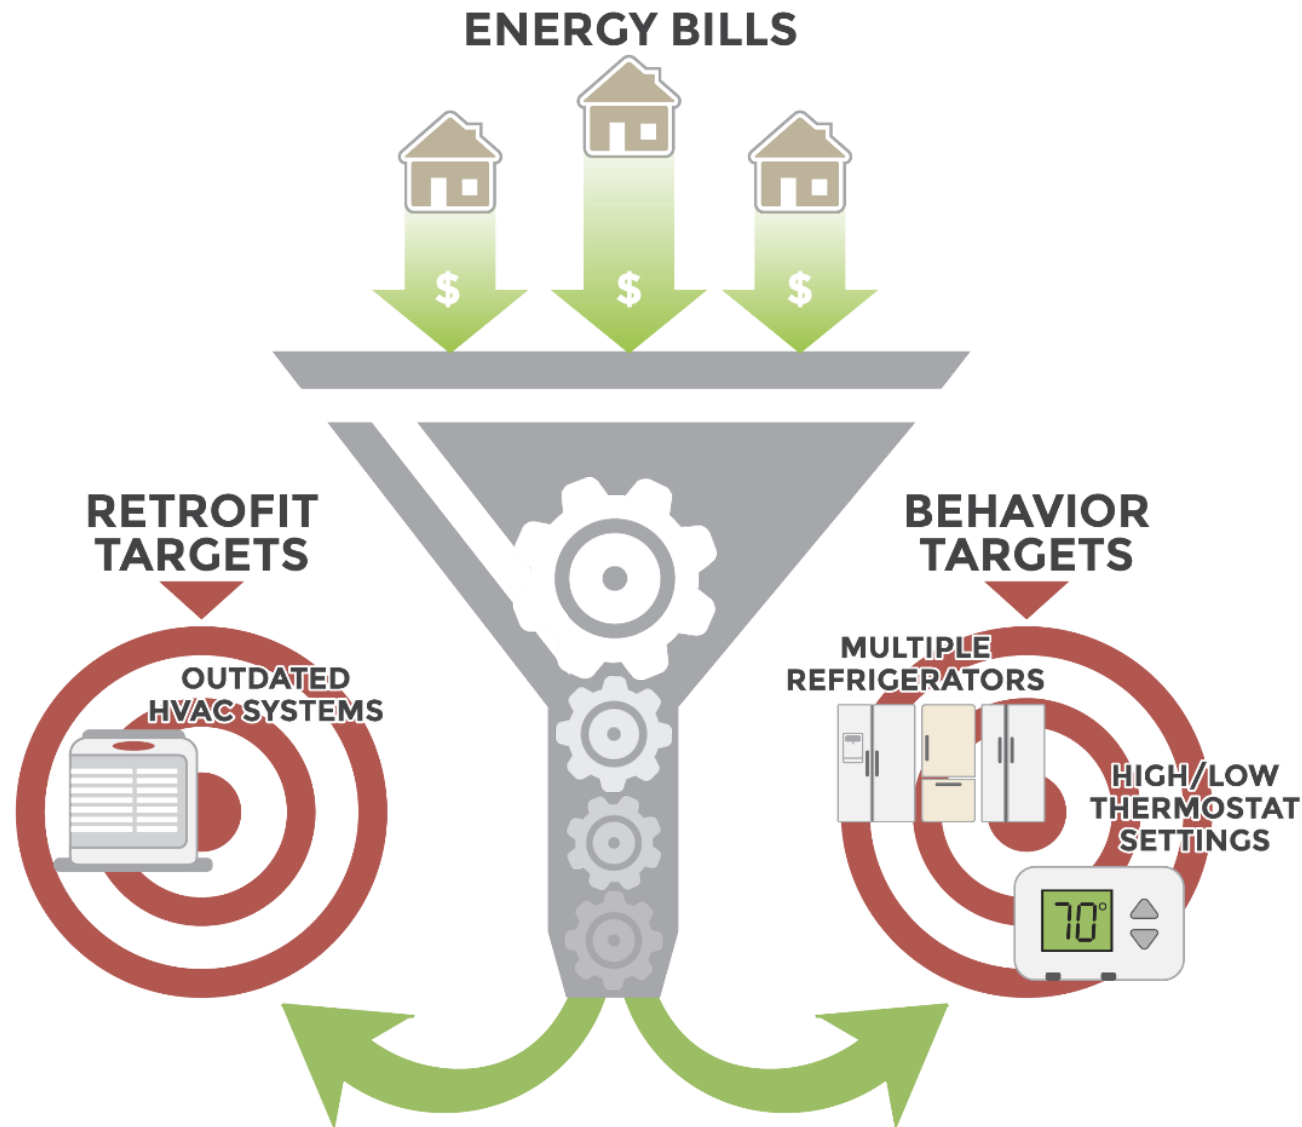 ENERGY BILLS
$ $ $
RETROFIT
TARGETS
OUTDATED
HVAC SYSTEMS
BEHAVIOR
TARGETS
MULTIPLE
REFRIGERATORS
HIGH/LOW
THERMOSTAT
SETTINGS
70°